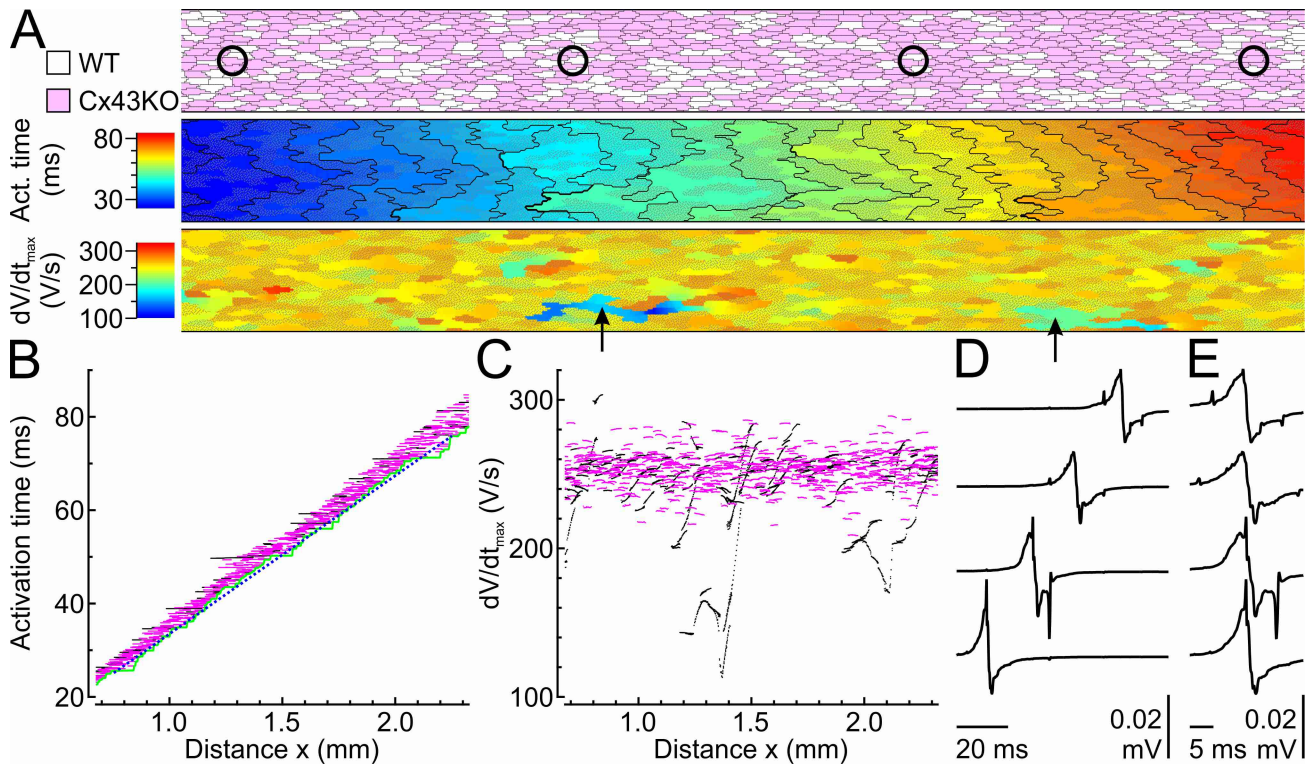 A
WT
Cx43KO
Act. time
(ms)
80
30
dV/dtmax
(V/s)
300
200
100
B
Activation time (ms)
80
60
40
20
1.0 1.5 2.0
Distance x (mm)
C
dV/dtmax (V/s)
300
200
100
1.0 1.5 2.0
Distance x (mm)
D
20 ms
0.02
mV
E
5 ms
0.02
mV